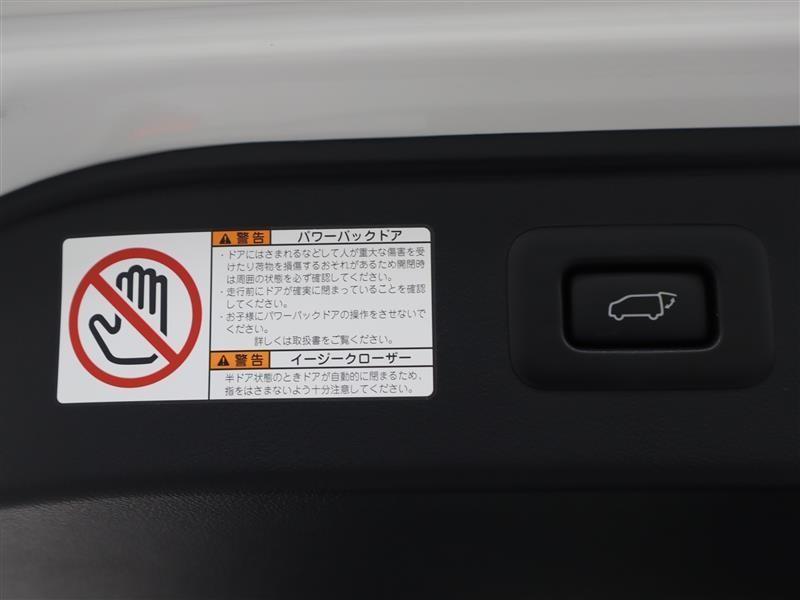 警告 パワーバックドア
・ドアにはさまれるなどして人が重大な傷害を受
けたり荷物を損傷するおそれがあるため開閉時
は周囲の状態を必ず確認してください。
・走行前にドアが確実に閉まっていることを確認
してください。
・お子様にパワーバックドアの操作をさせないで
ください。
詳しくは取扱書をご覧ください。
警告 イージークローザー
半ドア状態のときドアが自動的に閉まるため、
指をはさまないよう十分注意してください。